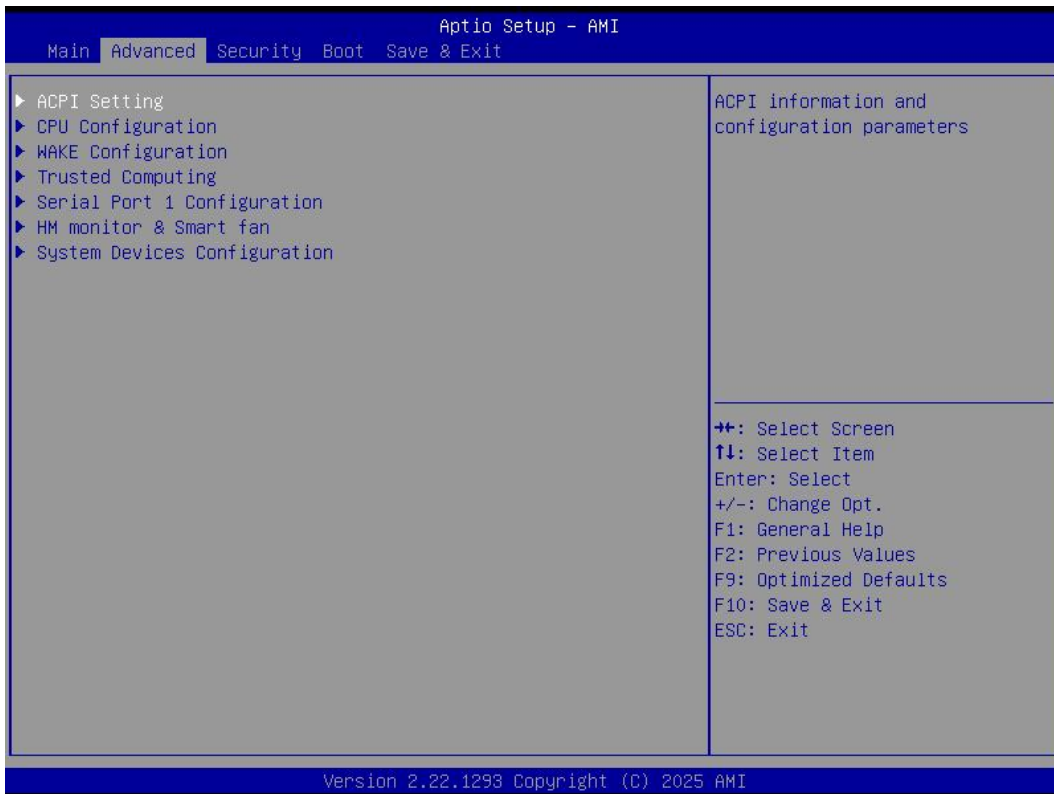 Aptio Setup – AMI
Main Advanced Security Boot Save & Exit
▶ ACPI Setting
▶ CPU Configuration
▶ WAKE Configuration
▶ Trusted Computing
▶ Serial Port 1 Configuration
▶ HM monitor & Smart fan
▶ System Devices Configuration
ACPI information and
configuration parameters
→←: Select Screen
↑↓: Select Item
Enter: Select
+/-: Change Opt.
F1: General Help
F2: Previous Values
F9: Optimized Defaults
F10: Save & Exit
ESC: Exit
Version 2.22.1293 Copyright (C) 2025 AMI